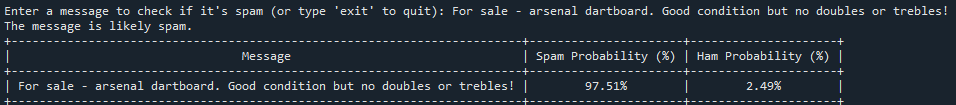 Enter a message to check if it's spam (or type 'exit' to quit): For sale - arsenal dartboard. Good condition but no doubles or trebles!
The message is likely spam.
+-----------------------------------------------------------------------+----------------------+---------------------+
| Message | Spam Probability (%) | Ham Probability (%) |
+-----------------------------------------------------------------------+----------------------+---------------------+
| For sale - arsenal dartboard. Good condition but no doubles or trebles! | 97.51% | 2.49% |
+-----------------------------------------------------------------------+----------------------+---------------------+